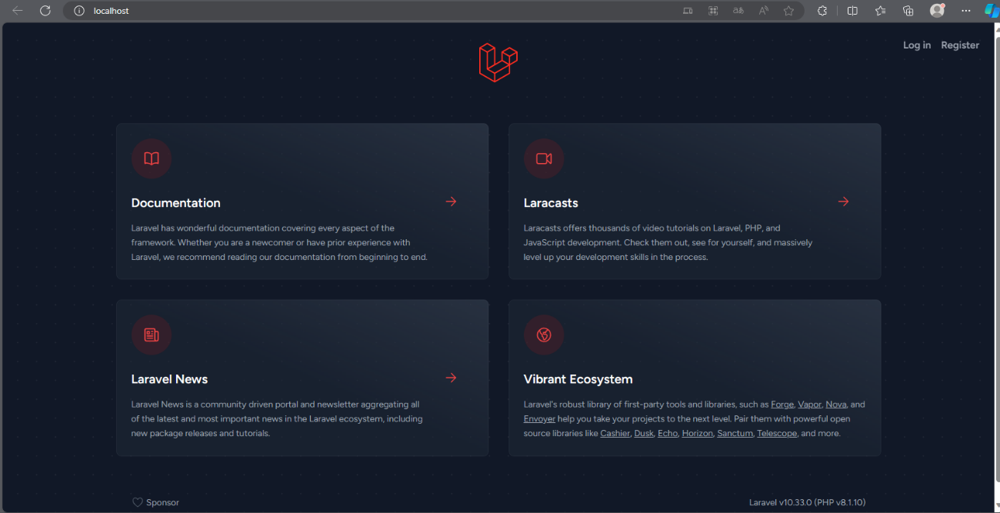 localhost
Log in Register
Documentation
Laravel has wonderful documentation covering every aspect of the
framework. Whether you are a newcomer or have prior experience with
Laravel, we recommend reading our documentation from beginning to end.
Laracasts
Laracasts offers thousands of video tutorials on Laravel, PHP, and
JavaScript development. Check them out, see for yourself, and massively
level up your development skills in the process.
Laravel News
Laravel News is a community driven portal and newsletter aggregating all
of the latest and most important news in the Laravel ecosystem, including
new package releases and tutorials.
Vibrant Ecosystem
Laravel's robust library of first-party tools and libraries, such as Forge, Vapor, Nova, and
Envoyer help you take your projects to the next level. Pair them with powerful open
source libraries like Cashier, Dusk, Echo, Horizon, Sanctum, Telescope, and more.
Sponsor
Laravel v10.33.0 (PHP v8.1.10)